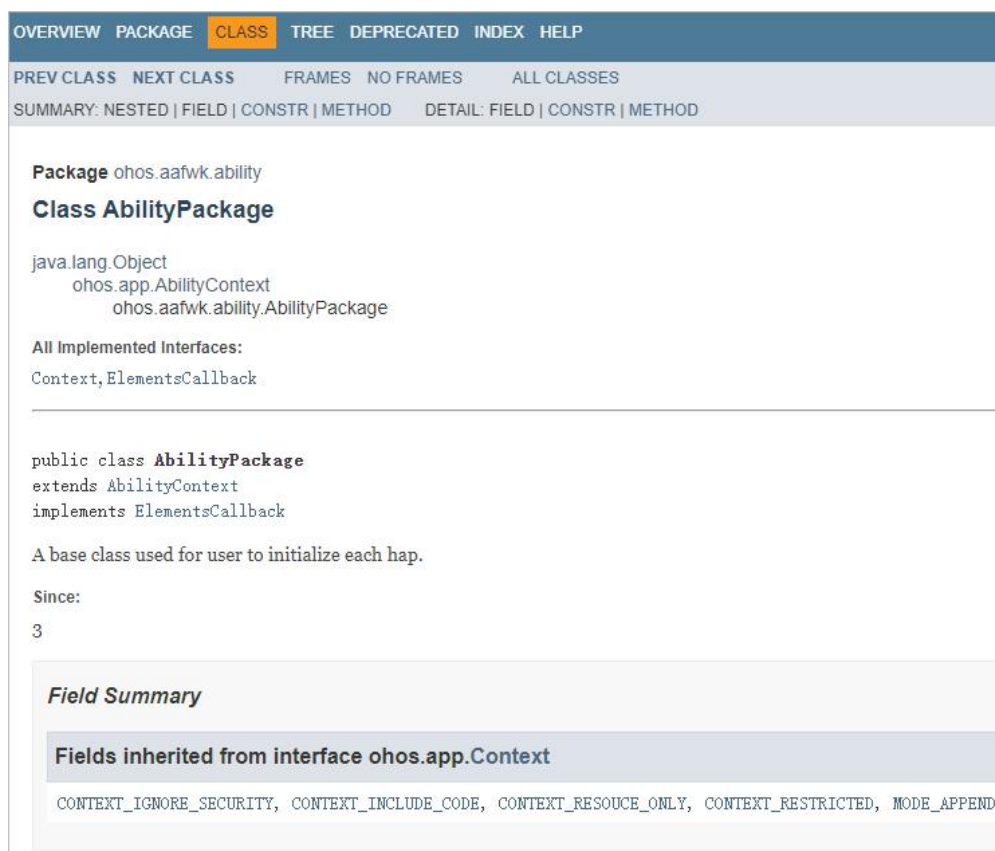 OVERVIEW PACKAGE CLASS TREE DEPRECATED INDEX HELP
PREV CLASS NEXT CLASS FRAMES NO FRAMES ALL CLASSES
SUMMARY: NESTED | FIELD | CONSTR | METHOD DETAIL: FIELD | CONSTR | METHOD
Package ohos.aafwk.ability
Class AbilityPackage
java.lang.Object
ohos.app.AbilityContext
ohos.aafwk.ability.AbilityPackage
All Implemented Interfaces:
Context, ElementsCallback
public class AbilityPackage
extends AbilityContext
implements ElementsCallback
A base class used for user to initialize each hap.
Since:
3
Field Summary
Fields inherited from interface ohos.app.Context
CONTEXT_IGNORE_SECURITY, CONTEXT_INCLUDE_CODE, CONTEXT_RESOUCE_ONLY, CONTEXT_RESTRICTED, MODE_APPEND